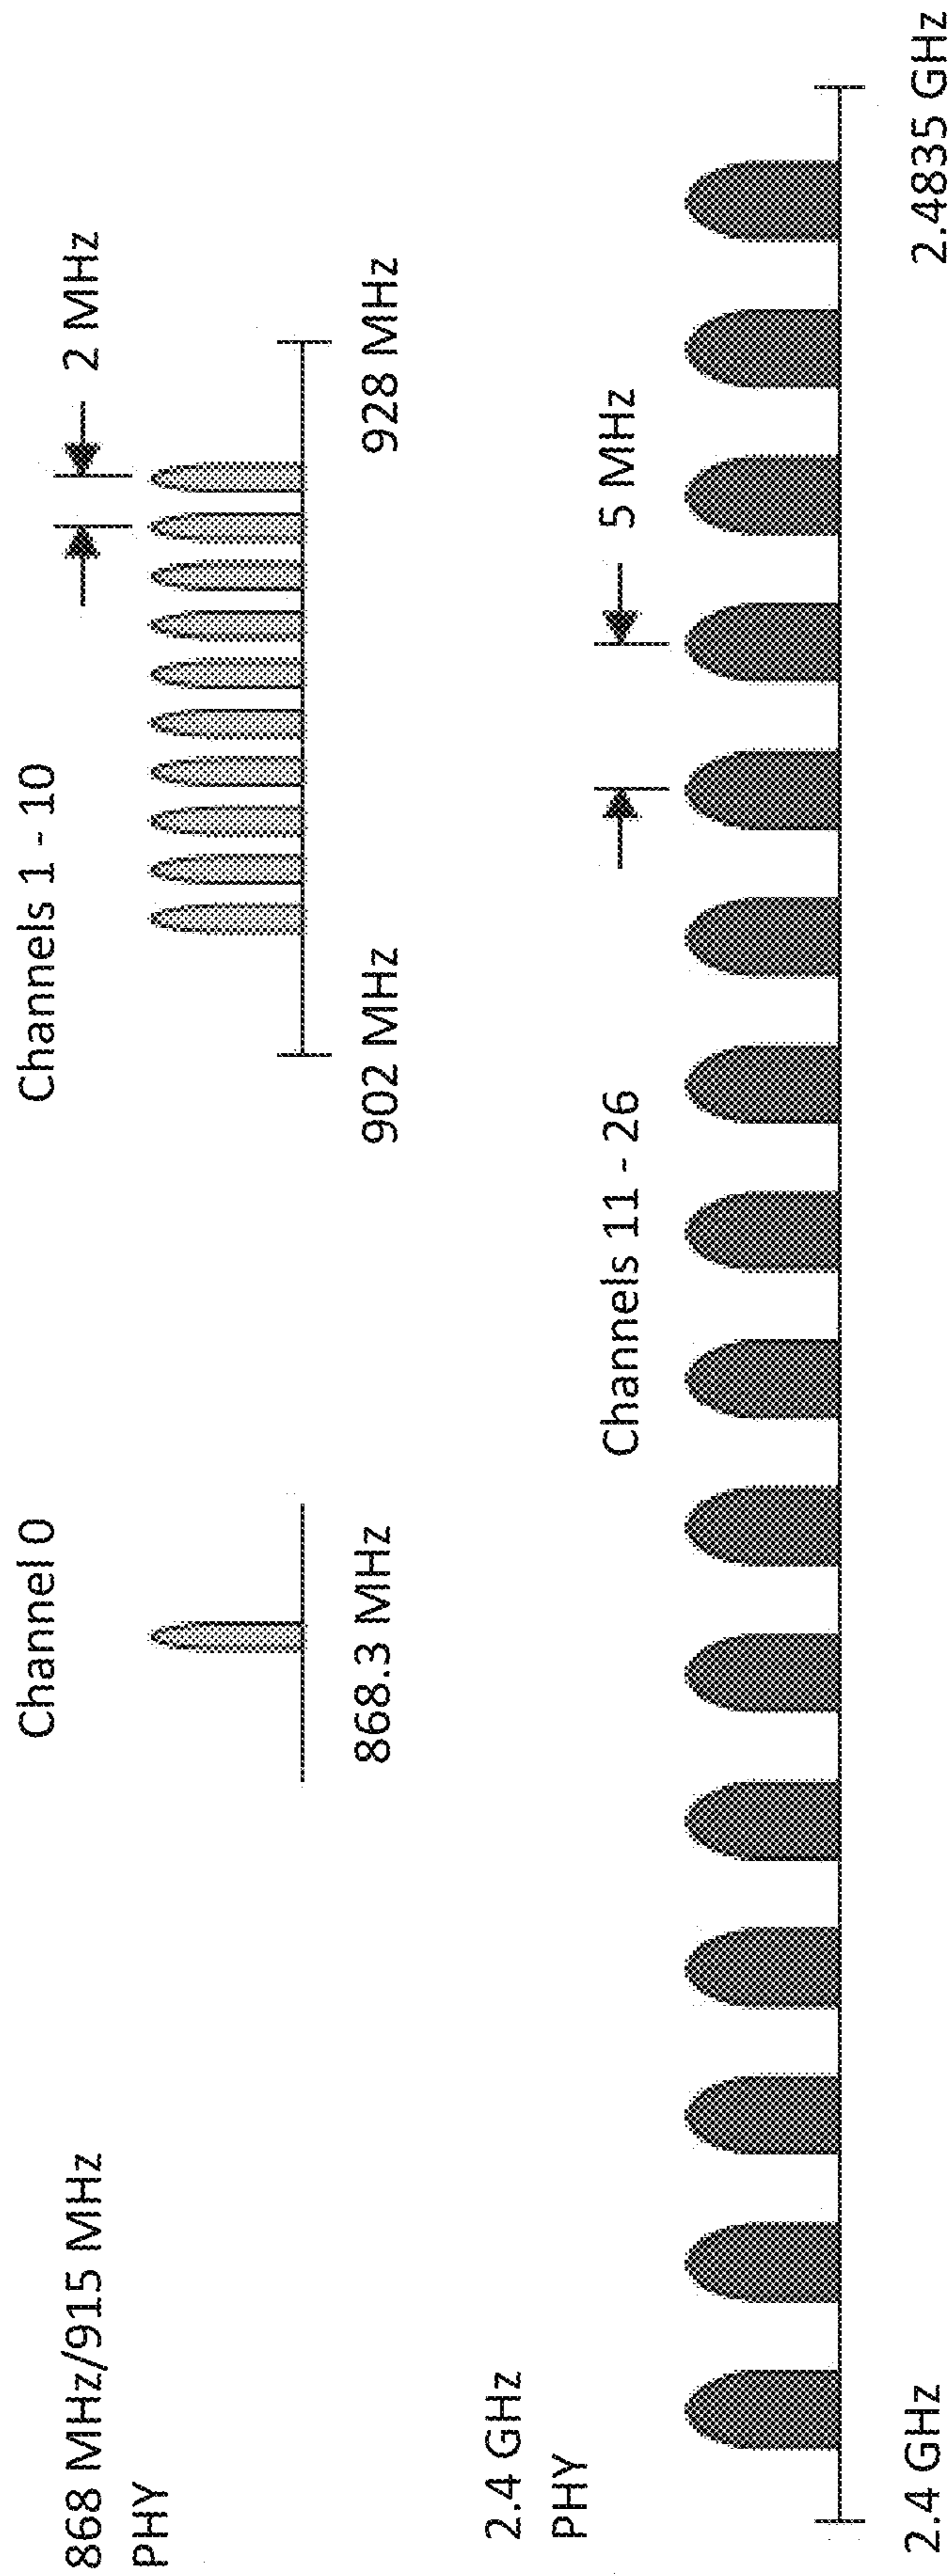 868 MHz/915 MHz
PHY
Channel 0
868.3 MHz
Channels 1 - 10
2 MHz
902 MHz
928 MHz
2.4 GHz
PHY
Channels 11 - 26
5 MHz
2.4 GHz
2.4835 GHz